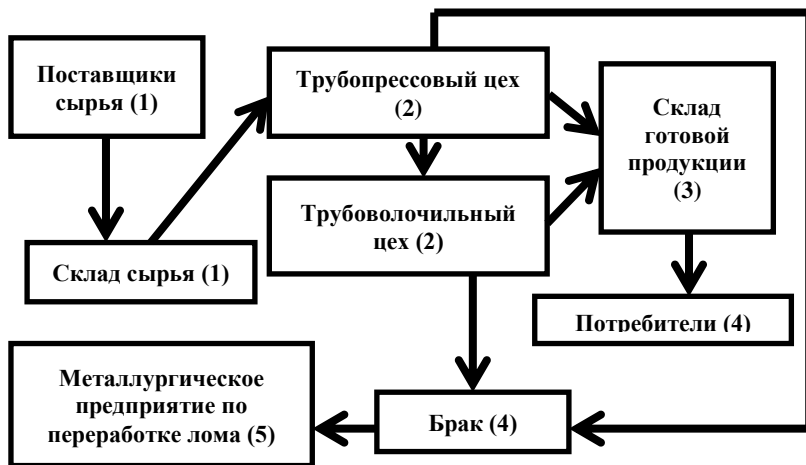 Поставщики
сырья (1)
Трубопрессовый цех
(2)
Склад
готовой
продукции
(3)
Трубоволочильный
цех (2)
Склад сырья (1)
Потребители (4)
Металлургическое
предприятие по
переработке лома (5)
Брак (4)